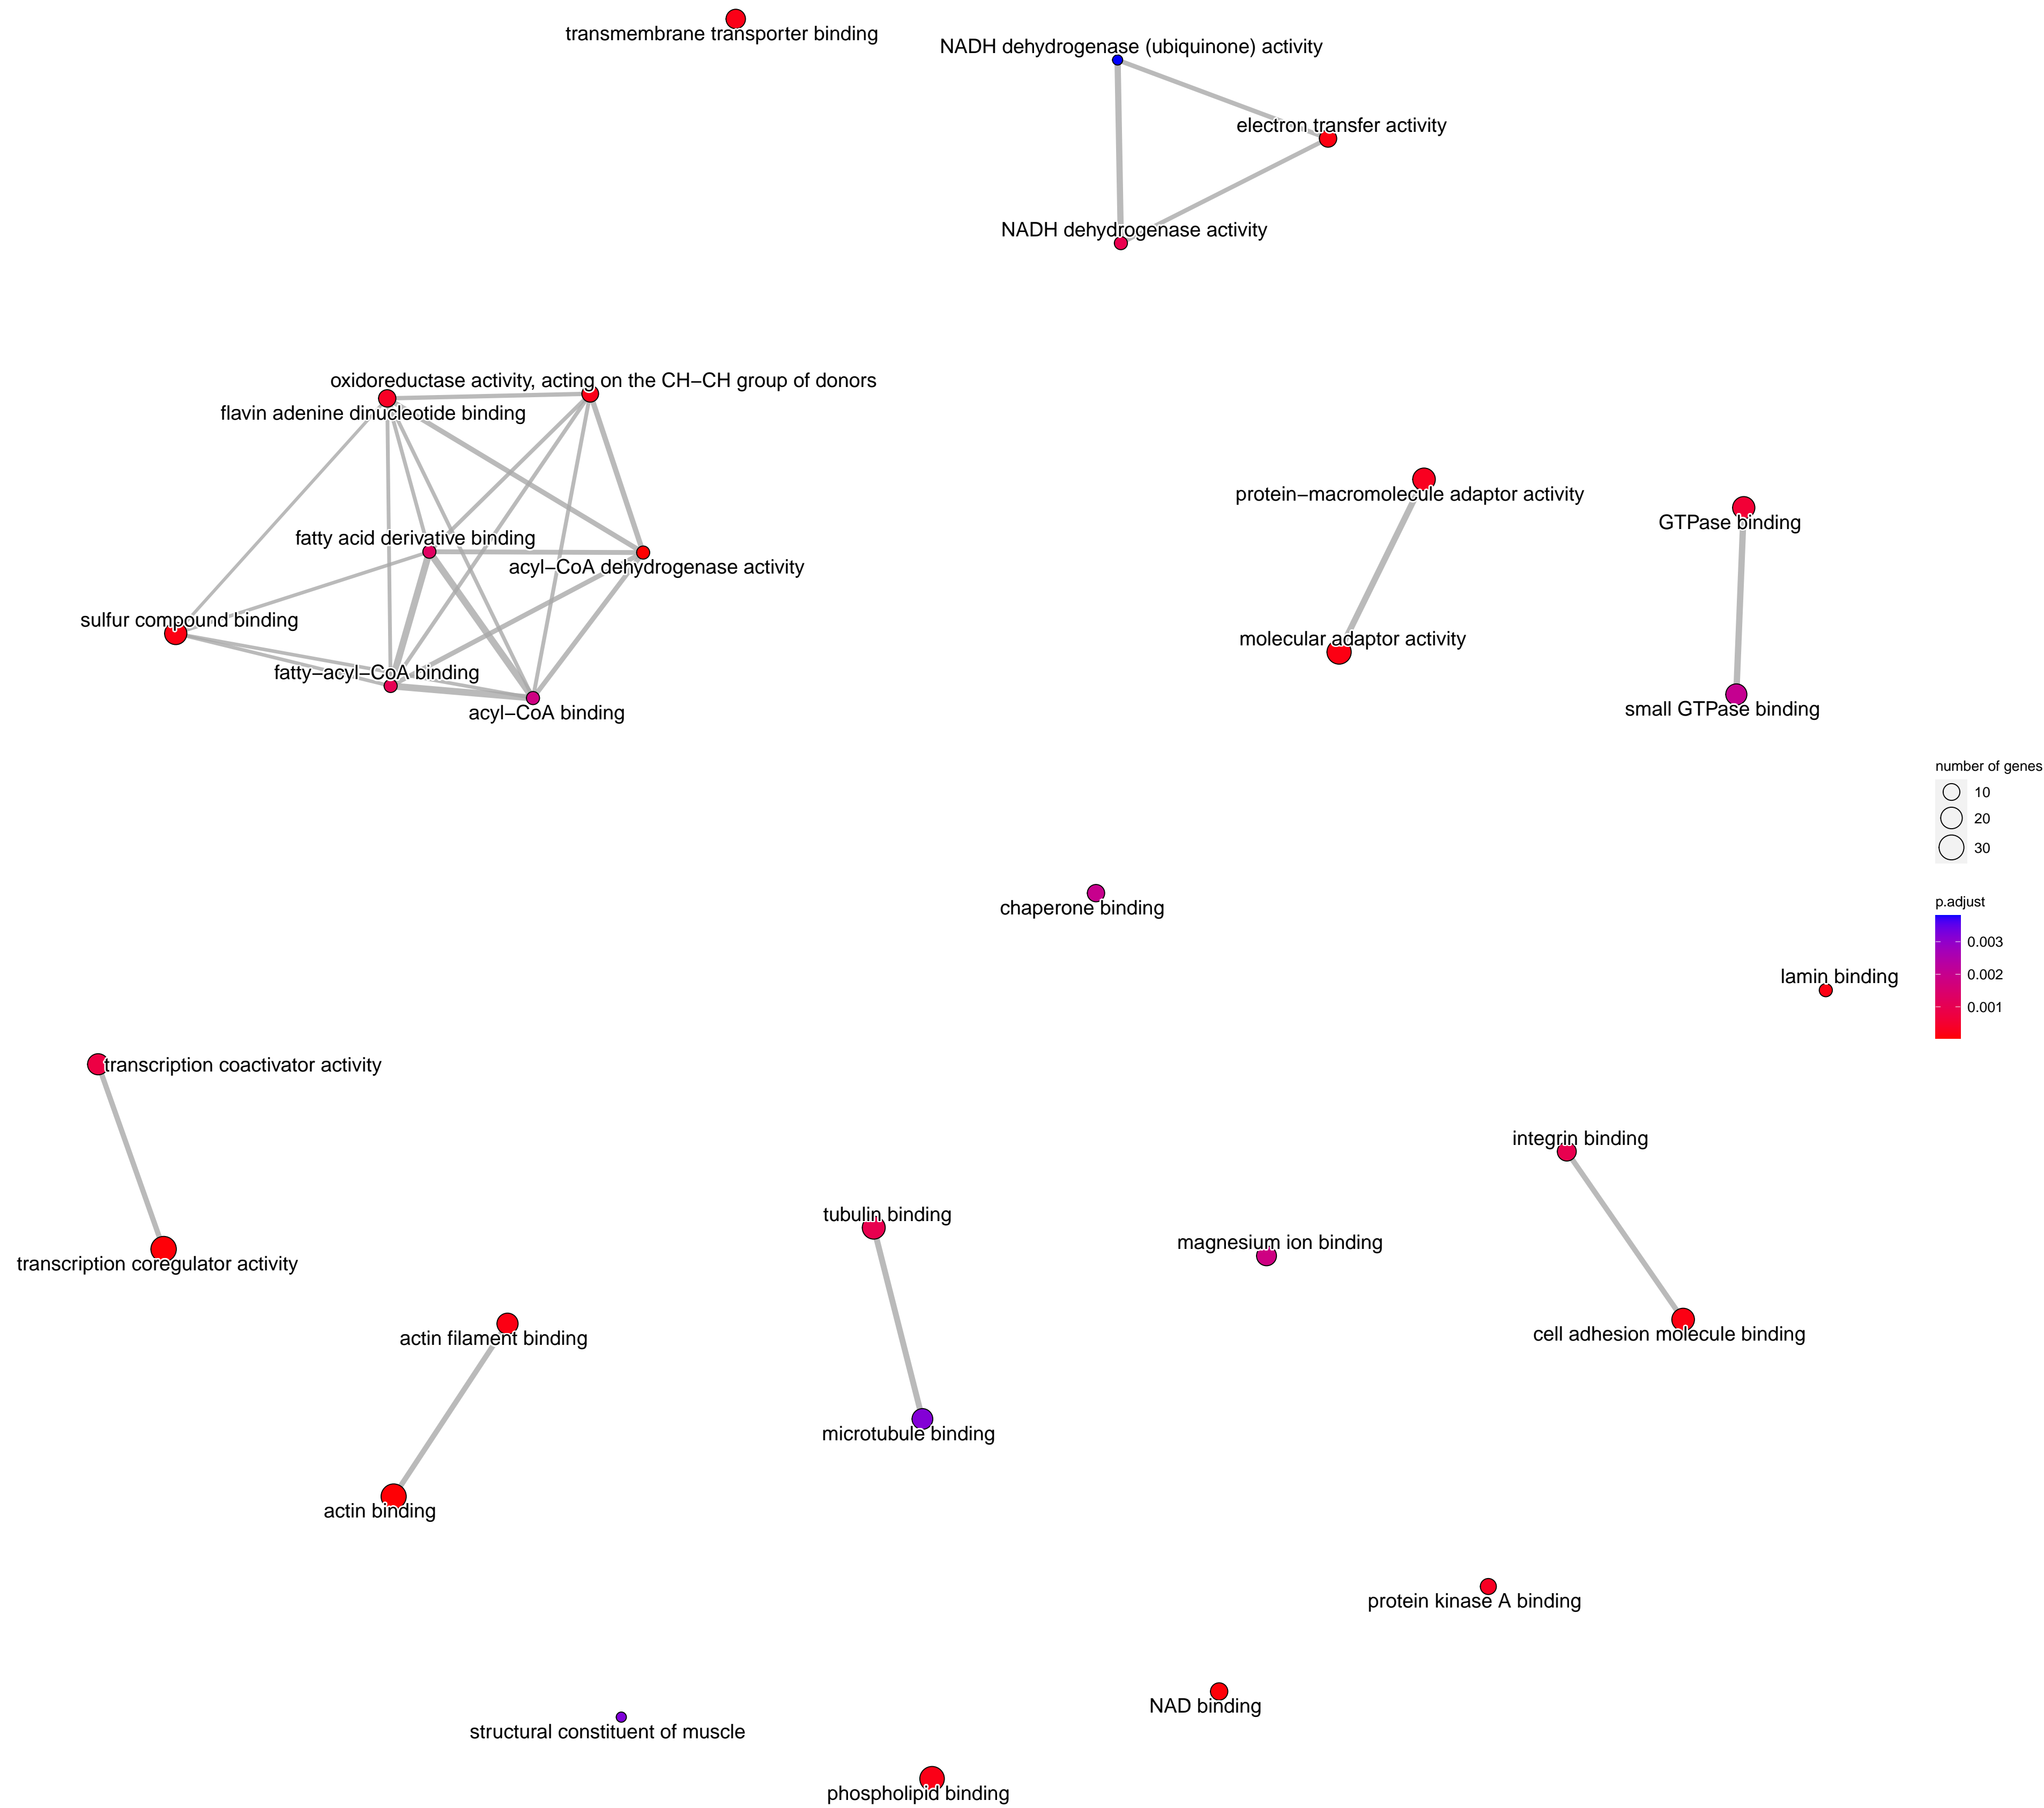 transmembrane transporter binding
NADH dehydrogenase (ubiquinone) activity
electron transfer activity
NADH dehydrogenase activity
oxidoreductase activity, acting on the CH−CH group of donors
flavin adenine dinucleotide binding
protein−macromolecule adaptor activity
GTPase binding
fatty acid derivative binding
acyl−CoA dehydrogenase activity
sulfur compound binding
molecular adaptor activity
fatty−acyl−CoA binding
small GTPase binding
acyl−CoA binding
number of genes
10
20
30
chaperone binding
p.adjust
0.003
0.002
0.001
lamin binding
transcription coactivator activity
integrin binding
tubulin binding
magnesium ion binding
transcription coregulator activity
actin filament binding
cell adhesion molecule binding
microtubule binding
actin binding
protein kinase A binding
NAD binding
structural constituent of muscle
phospholipid binding